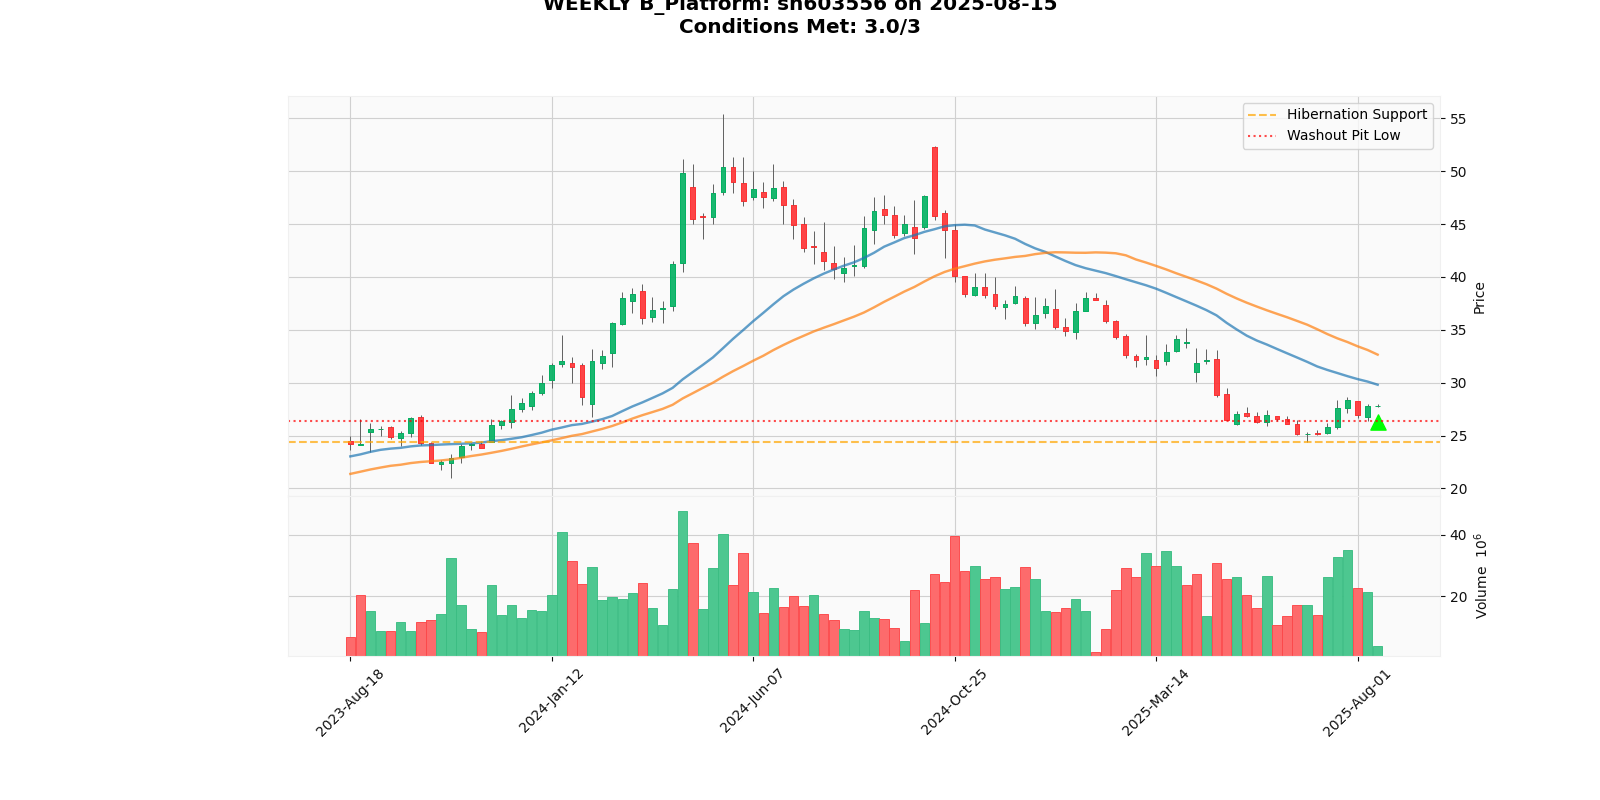 WEEKLY B_Platform: sh603556 on 2025-08-15
Conditions Met: 3.0/3
Hibernation Support
Washout Pit Low
55
50
45
40
35
30
25
20
Price
40
20
Volume 10⁶
2023-Aug-18
2024-Jan-12
2024-Jun-07
2024-Oct-25
2025-Mar-14
2025-Aug-01